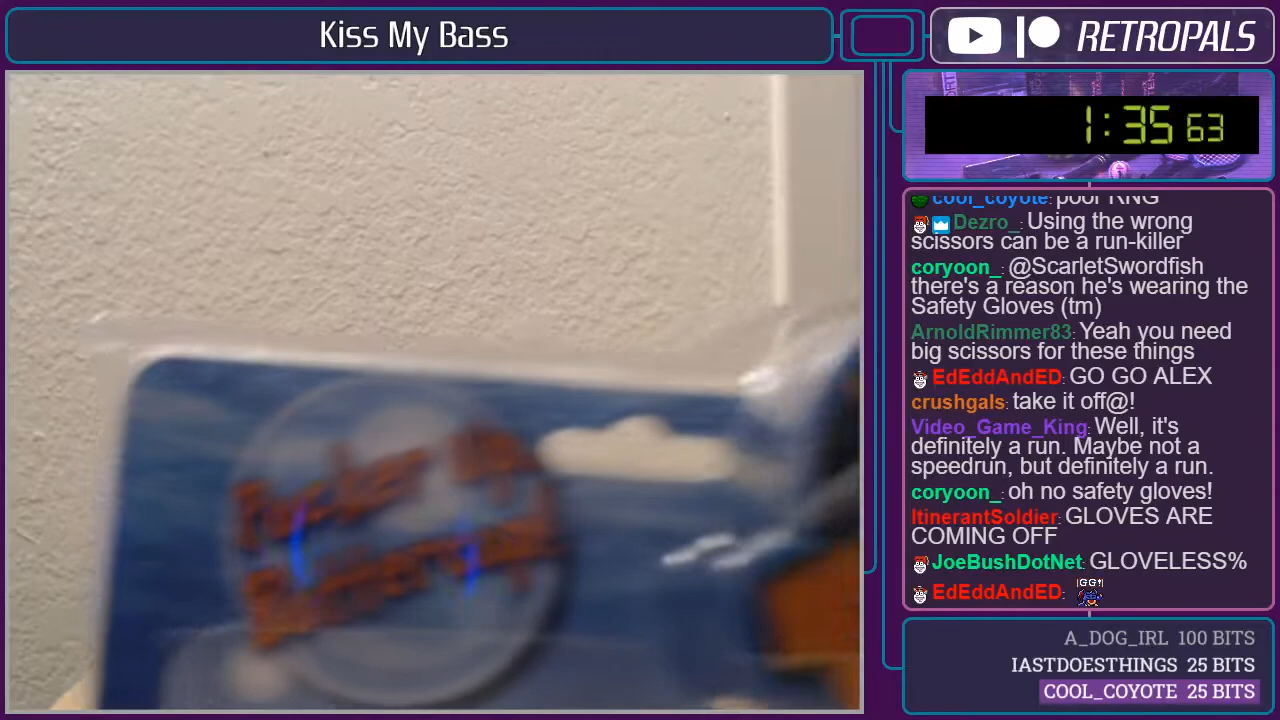 Kiss My Bass
RETROPALS
1:35 63
cool_coyote: poor RNG
Dezro_: Using the wrong
scissors can be a run-killer
coryoon_: @ScarletSwordfish
there's a reason he's wearing the
Safety Gloves (tm)
ArnoldRimmer83: Yeah you need
big scissors for these things
EdEddAndED: GO GO ALEX
crushgals: take it off@!
Video_Game_King: Well, it's
definitely a run. Maybe not a
speedrun, but definitely a run.
coryoon_: oh no safety gloves!
ItinerantSoldier: GLOVES ARE
COMING OFF
JoeBushDotNet: GLOVELESS%
EdEddAndED: GG!
A_DOG_IRL 100 BITS
IASTDOESTHINGS 25 BITS
COOL_COYOTE 25 BITS